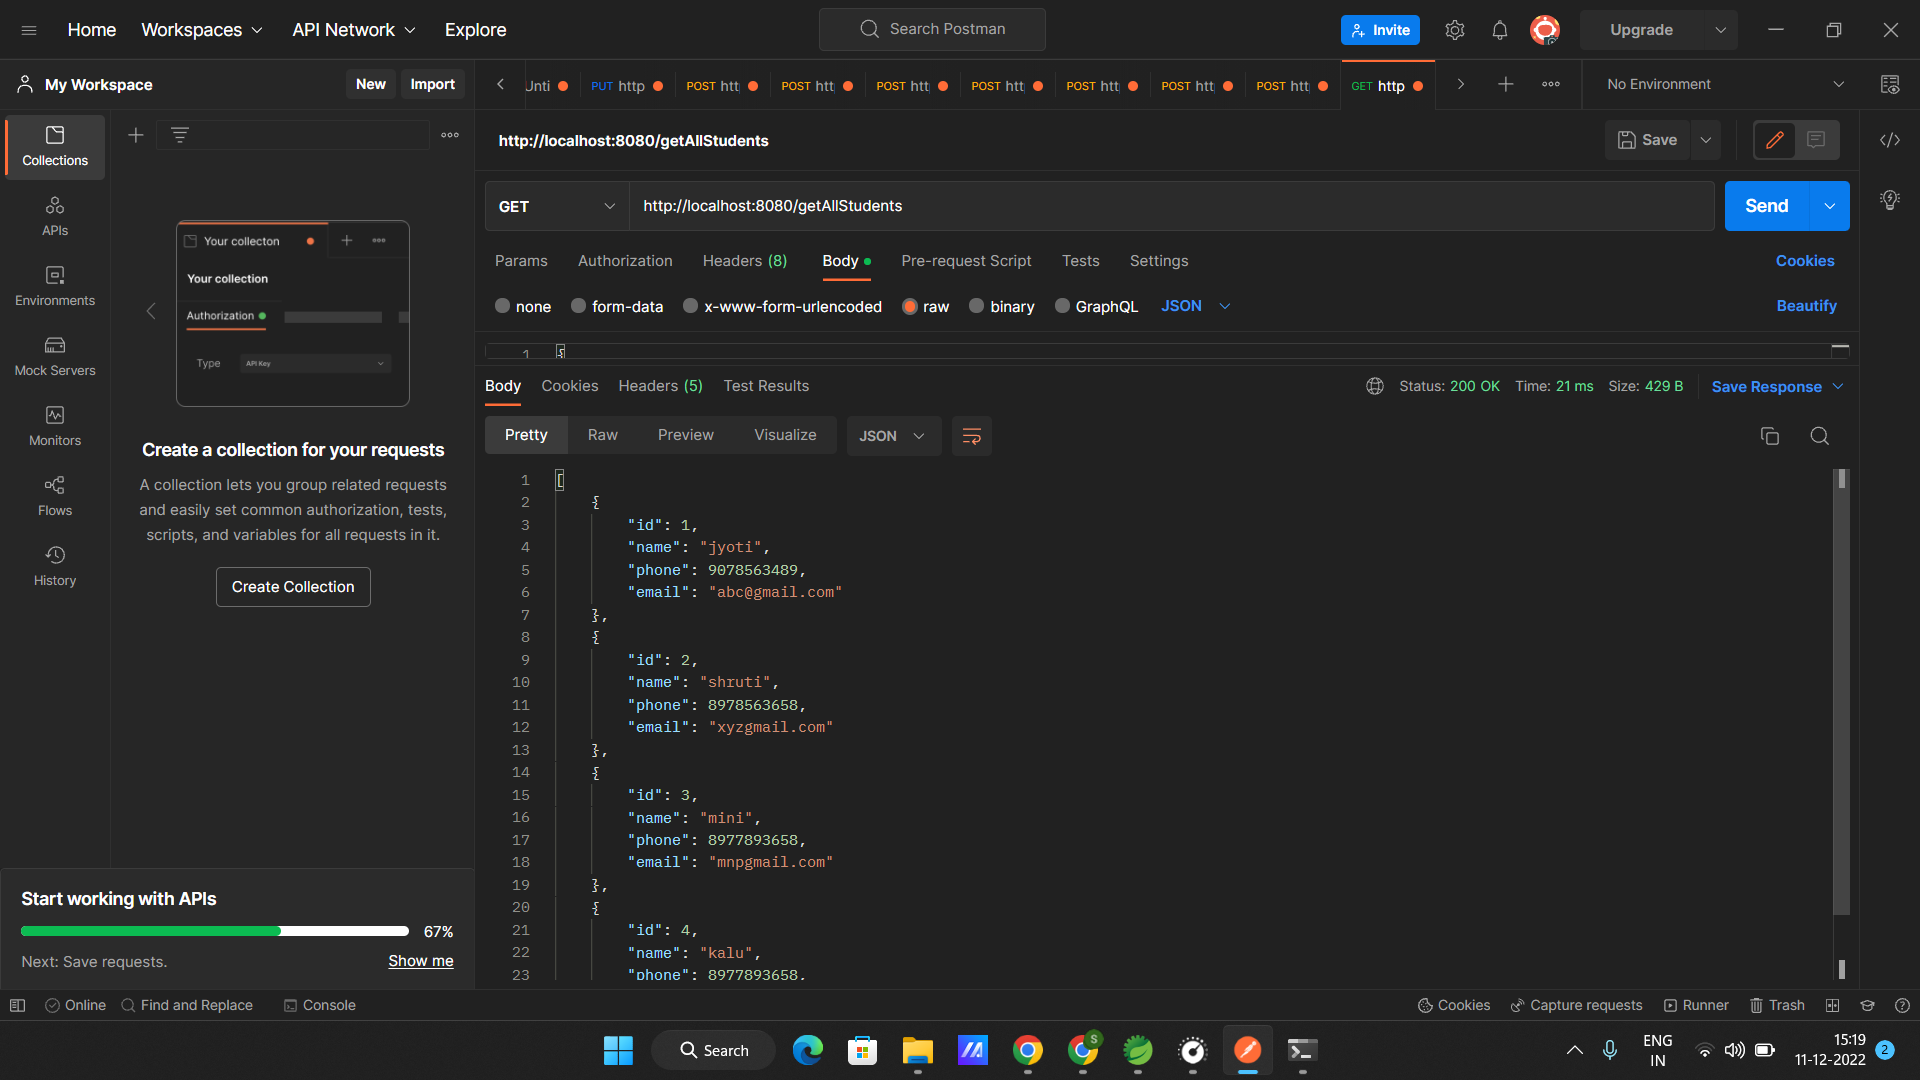 Home Workspaces API Network Explore Search Postman Invite Upgrade
My Workspace New Import Unti PUT http POST htt POST htt POST htt POST htt POST htt POST htt POST htt GET http No Environment
Collections
APIs
Environments
Mock Servers
Monitors
Flows
History
Your collecton
Your collection
Authorization
Type API Key
Create a collection for your requests
A collection lets you group related requests
and easily set common authorization, tests,
scripts, and variables for all requests in it.
Create Collection
Start working with APIs
67%
Next: Save requests. Show me
http://localhost:8080/getAllStudents Save
GET http://localhost:8080/getAllStudents Send
Params Authorization Headers (8) Body Pre-request Script Tests Settings Cookies
none form-data x-www-form-urlencoded raw binary GraphQL JSON Beautify
1 {
Body Cookies Headers (5) Test Results Status: 200 OK Time: 21 ms Size: 429 B Save Response
Pretty Raw Preview Visualize JSON
1 [
2 {
3 "id": 1,
4 "name": "jyoti",
5 "phone": 9078563489,
6 "email": "abc@gmail.com"
7 },
8 {
9 "id": 2,
10 "name": "shruti",
11 "phone": 8978563658,
12 "email": "xyzgmail.com"
13 },
14 {
15 "id": 3,
16 "name": "mini",
17 "phone": 8977893658,
18 "email": "mnpgmail.com"
19 },
20 {
21 "id": 4,
22 "name": "kalu",
23 "phone": 8977893658,
Online Find and Replace Console Cookies Capture requests Runner Trash
Search S ENG
IN
15:19
11-12-2022 2